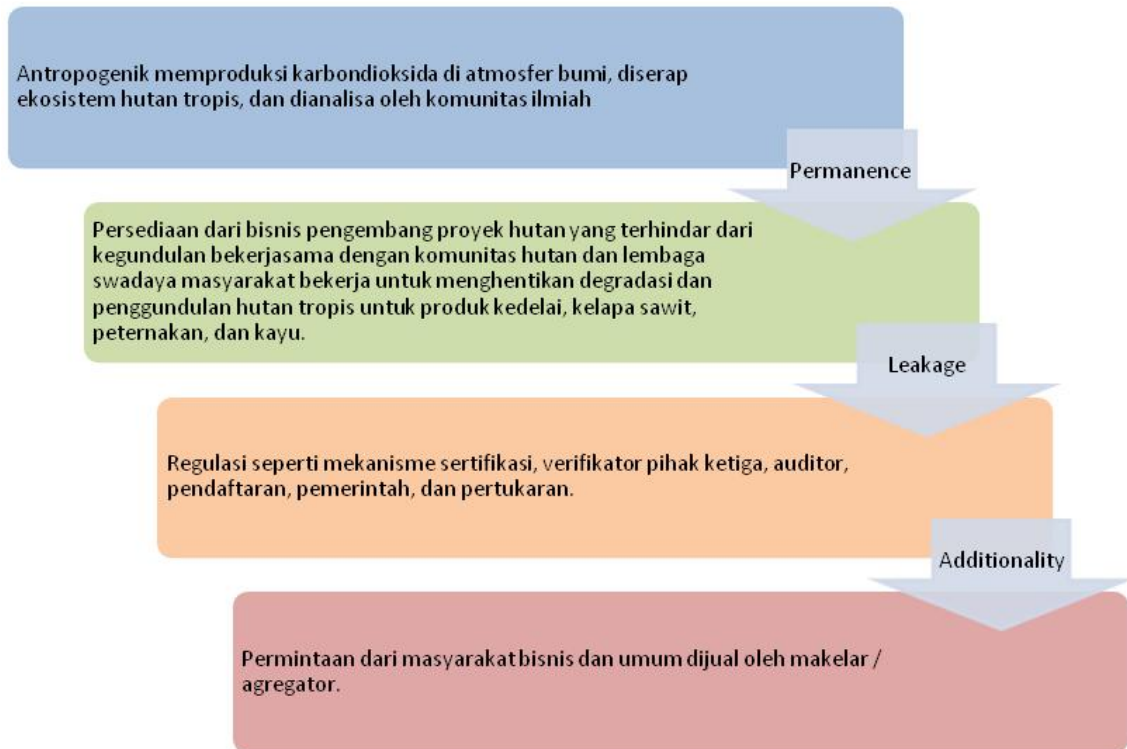 Antropogenik memproduksi karbondioksida di atmosfer bumi, diserap
ekosistem hutan tropis, dan dianalisa oleh komunitas ilmiah
Permanence
Persediaan dari bisnis pengembang proyek hutan yang terhindar dari
kegundulan bekerjasama dengan komunitas hutan dan lembaga
swadaya masyarakat bekerja untuk menghentikan degradasi dan
penggundulan hutan tropis untuk produk kedelai, kelapa sawit,
peternakan, dan kayu.
Leakage
Regulasi seperti mekanisme sertifikasi, verifikator pihak ketiga, auditor,
pendaftaran, pemerintah, dan pertukaran.
Additionality
Permintaan dari masyarakat bisnis dan umum dijual oleh makelar /
agregator.